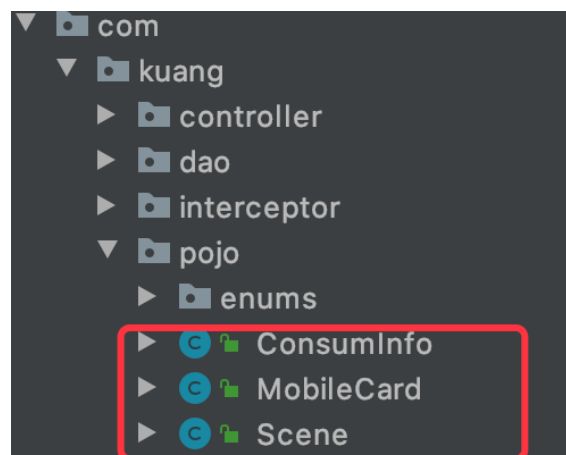 com
kuang
controller
dao
interceptor
pojo
enums
C ConsumInfo
C MobileCard
C Scene